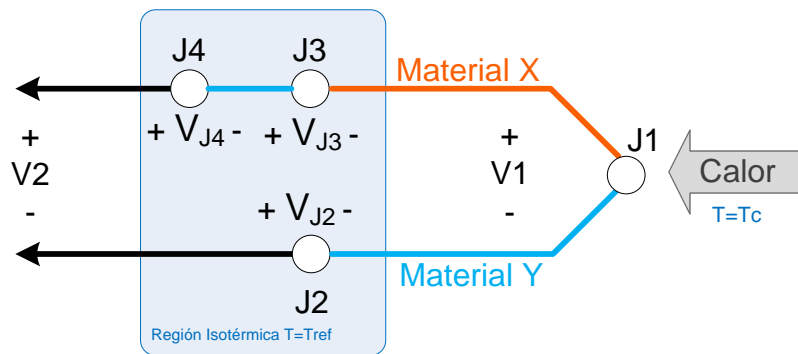 J4
J3
Material X
+ VJ4 -
+ VJ3 -
+
V2
-
+
V1
-
J1
Calor
T=Tc
+ VJ2 -
J2
Material Y
Región Isotérmica T=Tref